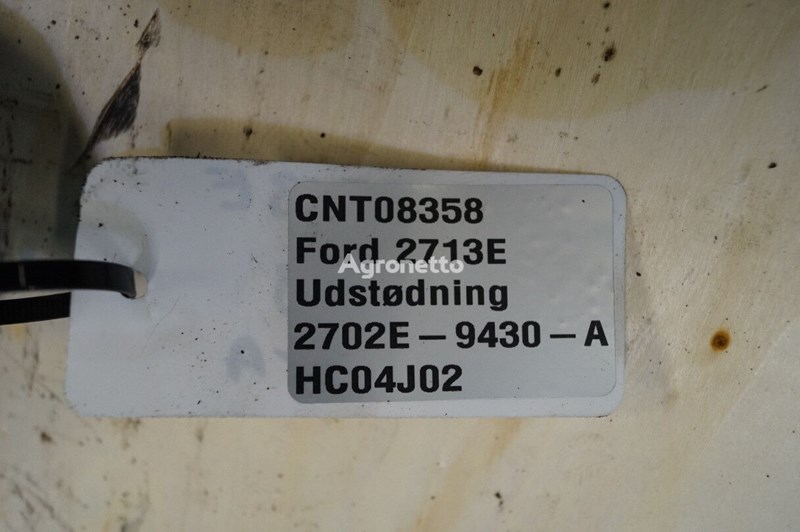 CNT08358
Ford 2713E
Agronetto
Udstødning
2702E-9430-A
HC04J02